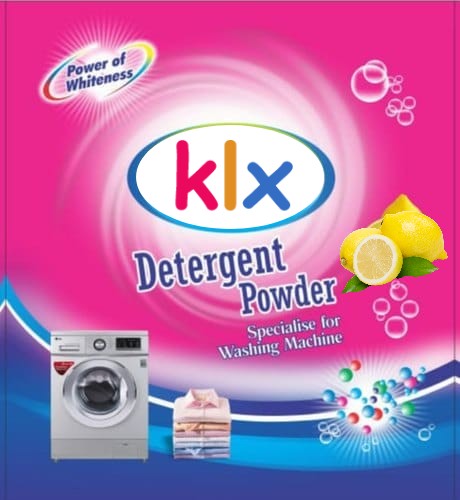 Power of
Whiteness
klx
Detergent
Powder
Specialise for
Washing Machine